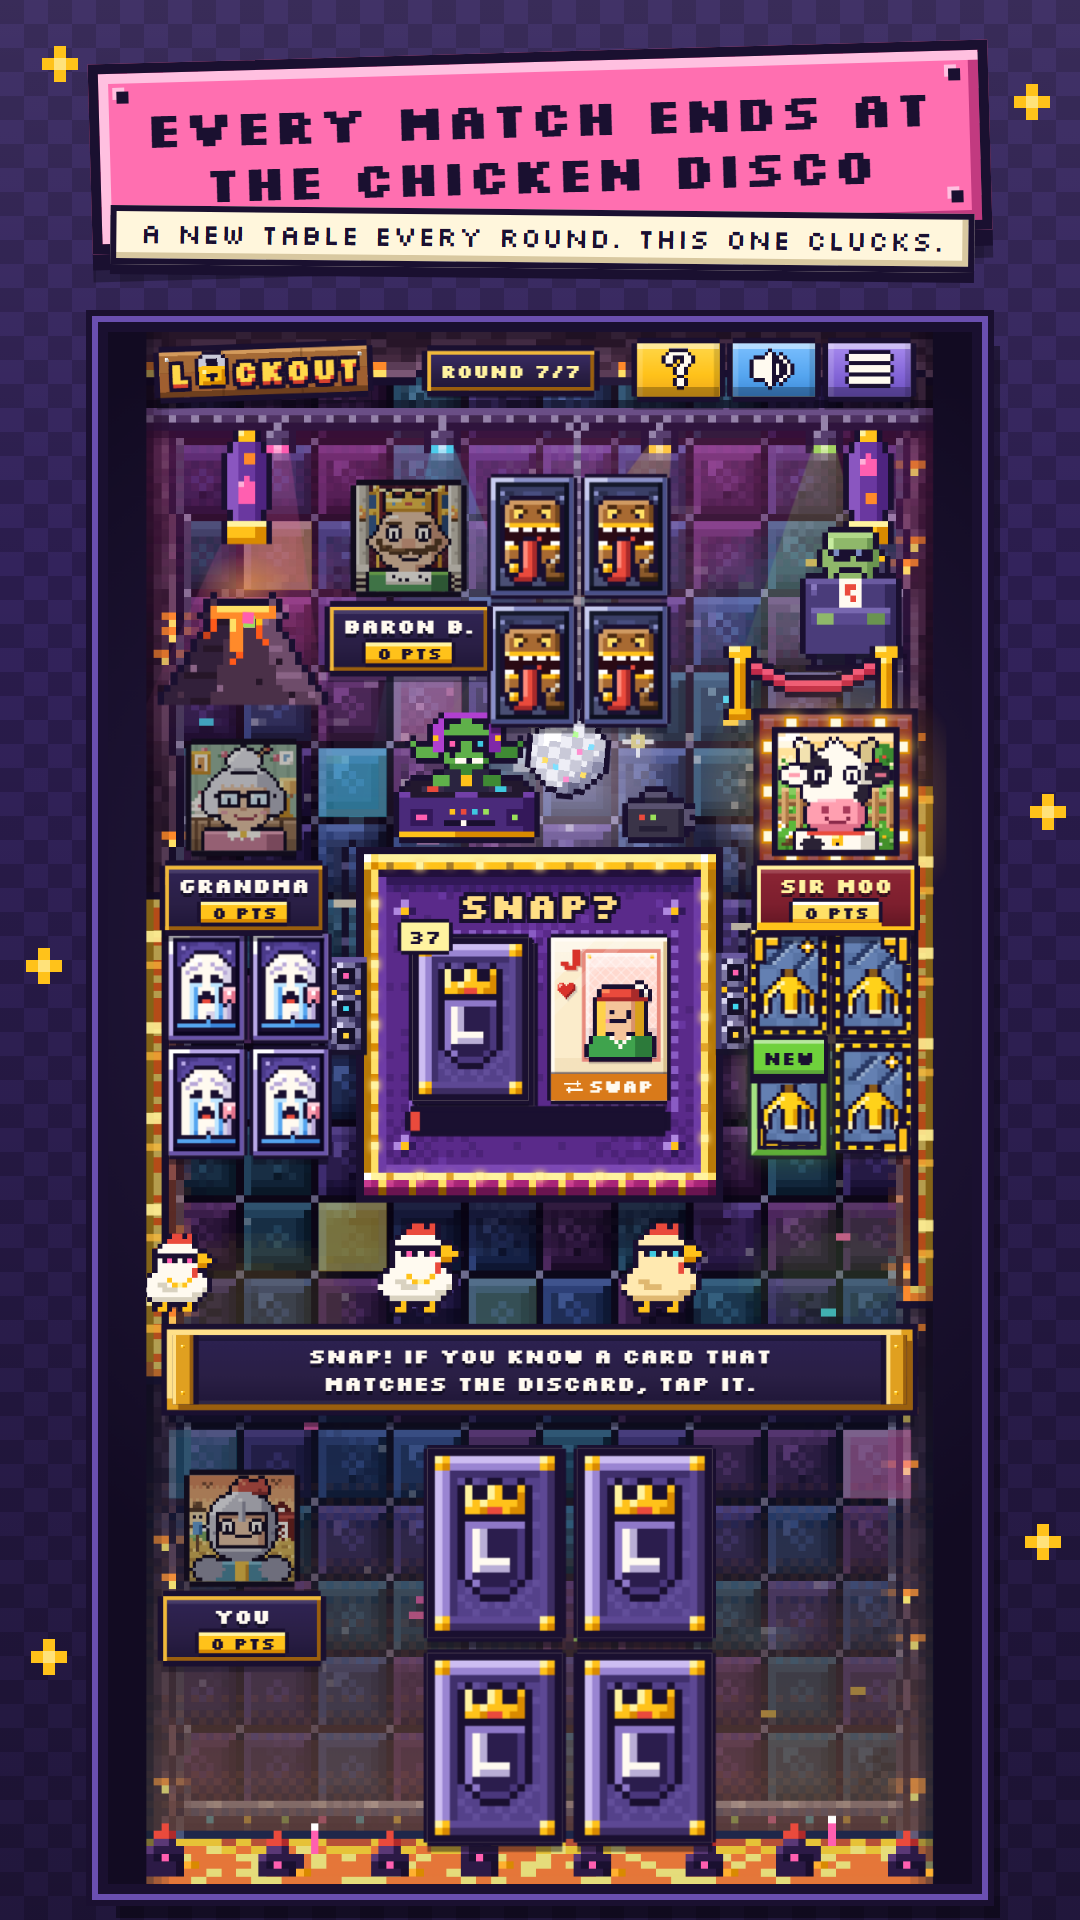 EVERY MATCH ENDS AT
THE CHICKEN DISCO
A NEW TABLE EVERY ROUND. THIS ONE CLUCKS.
LOCKOUT
ROUND 7/7
?
BARON B.
0 PTS
GRANDMA
0 PTS
SIR MOO
0 PTS
SNAP?
37
L
J
SWAP
NEW
SNAP! IF YOU KNOW A CARD THAT
MATCHES THE DISCARD, TAP IT.
YOU
0 PTS
L
L
L
L